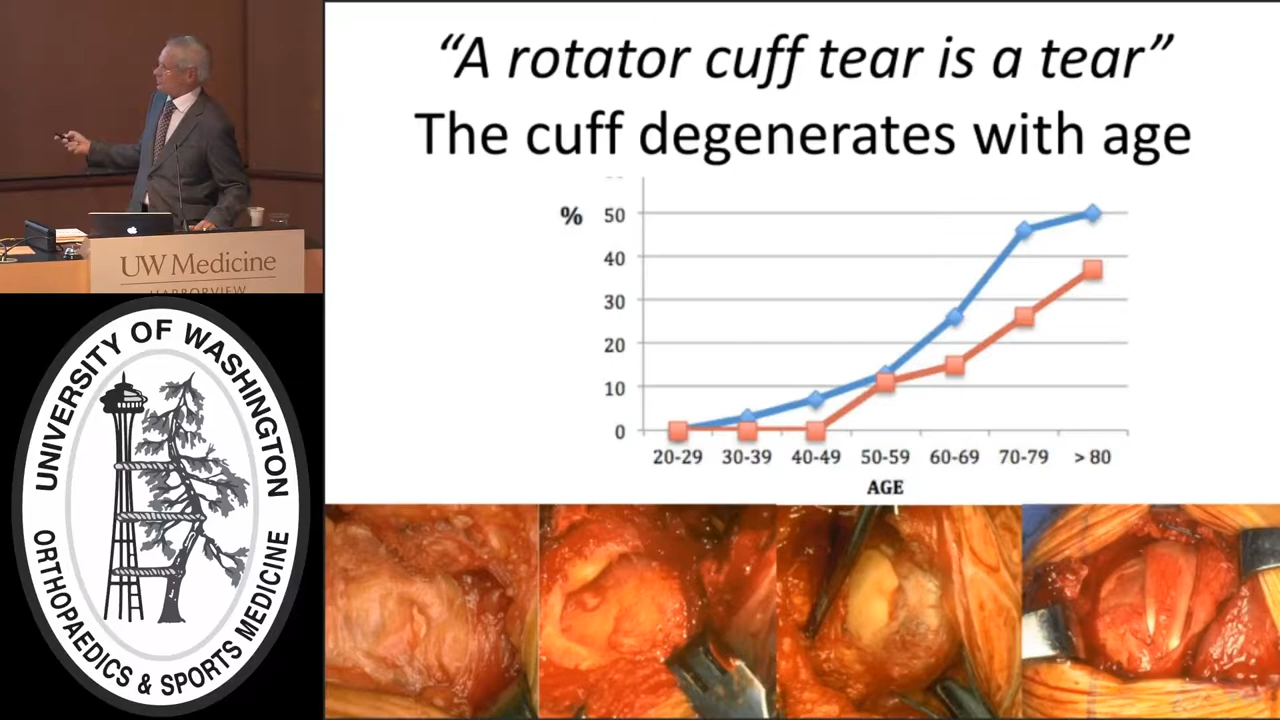 “A rotator cuff tear is a tear”
The cuff degenerates with age
%
50
40
30
20
10
0
20-29 30-39 40-49 50-59 60-69 70-79 > 80
AGE
UW Medicine
HARBORVIEW
UNIVERSITY OF WASHINGTON
ORTHOPAEDICS & SPORTS MEDICINE